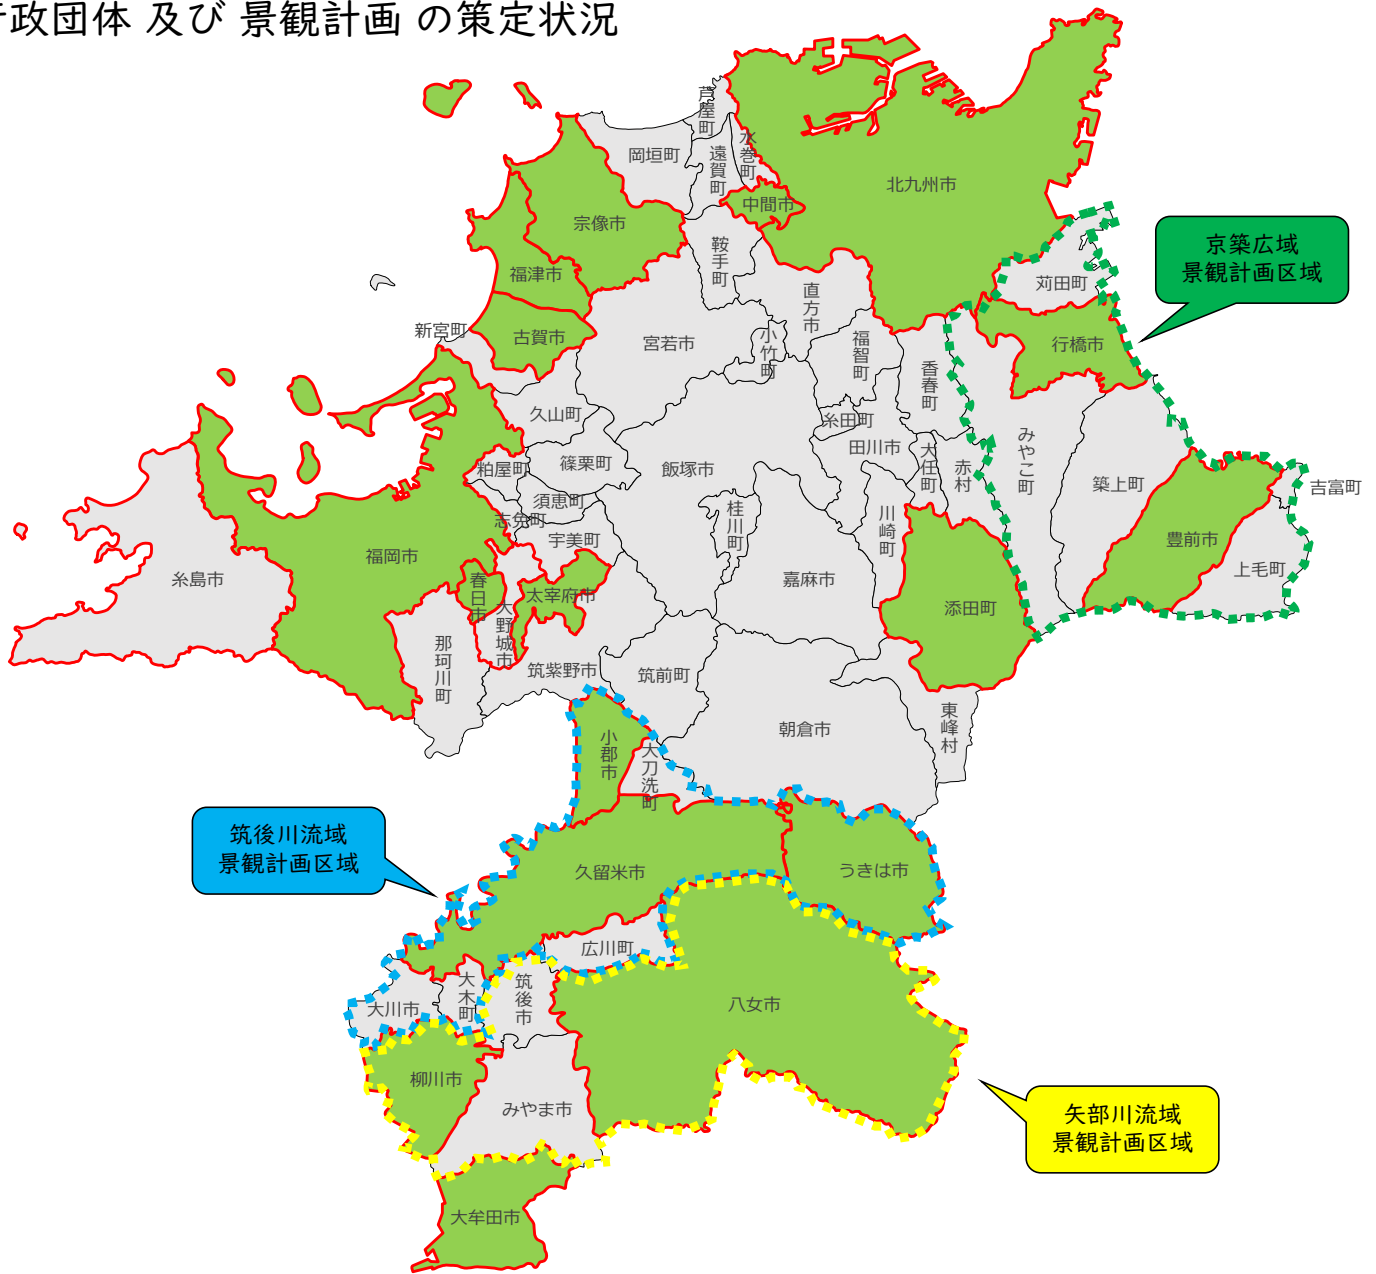 行政団体 及び 景観計画 の策定状況
芦屋町
水巻町
岡垣町
遠賀町
北九州市
中間市
宗像市
鞍手町
京築広域
景観計画区域
福津市
苅田町
直方市
新宮町
古賀市
宮若市
小竹町
福智町
行橋市
香春町
久山町
糸田町
田川市
みやこ町
粕屋町
篠栗町
飯塚市
大任町
赤村
築上町
吉富町
須恵町
志免町
桂川町
川崎町
宇美町
豊前市
福岡市
上毛町
糸島市
春日市
太宰府市
嘉麻市
添田町
大野城市
那珂川町
筑紫野市
筑前町
東峰村
朝倉市
小郡市
大刀洗町
筑後川流域
景観計画区域
久留米市
うきは市
広川町
大木町
筑後市
大川市
八女市
柳川市
みやま市
矢部川流域
景観計画区域
大牟田市